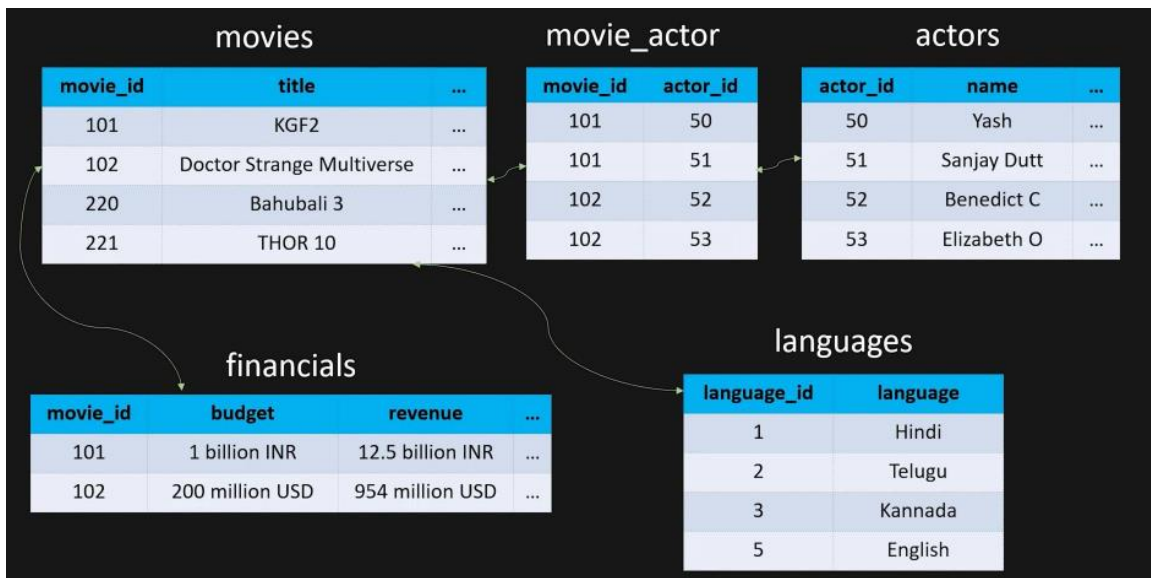 movies
movie_id title ...
101 KGF2 ...
102 Doctor Strange Multiverse ...
220 Bahubali 3 ...
221 THOR 10 ...
movie_actor
movie_id actor_id
101 50
101 51
102 52
102 53
actors
actor_id name ...
50 Yash ...
51 Sanjay Dutt ...
52 Benedict C ...
53 Elizabeth O ...
financials
movie_id budget revenue ...
101 1 billion INR 12.5 billion INR ...
102 200 million USD 954 million USD ...
languages
language_id language
1 Hindi
2 Telugu
3 Kannada
5 English